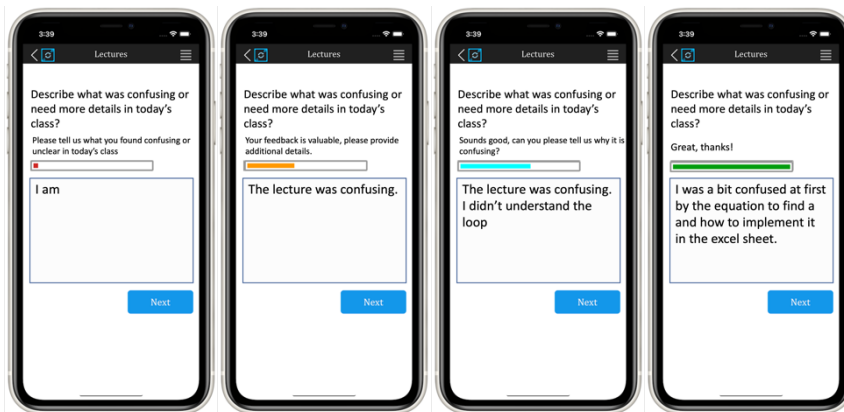 3:39
Lectures
Describe what was confusing or
need more details in today's
class?
Please tell us what you found confusing or
unclear in today's class
I am
Next
3:39
Lectures
Describe what was confusing or
need more details in today's
class?
Your feedback is valuable, please provide
additional details.
The lecture was confusing.
Next
3:39
Lectures
Describe what was confusing or
need more details in today's
class?
Sounds good, can you please tell us why it is
confusing?
The lecture was confusing.
I didn't understand the
loop
Next
3:39
Lectures
Describe what was confusing or
need more details in today's
class?
Great, thanks!
I was a bit confused at first
by the equation to find a
and how to implement it
in the excel sheet.
Next